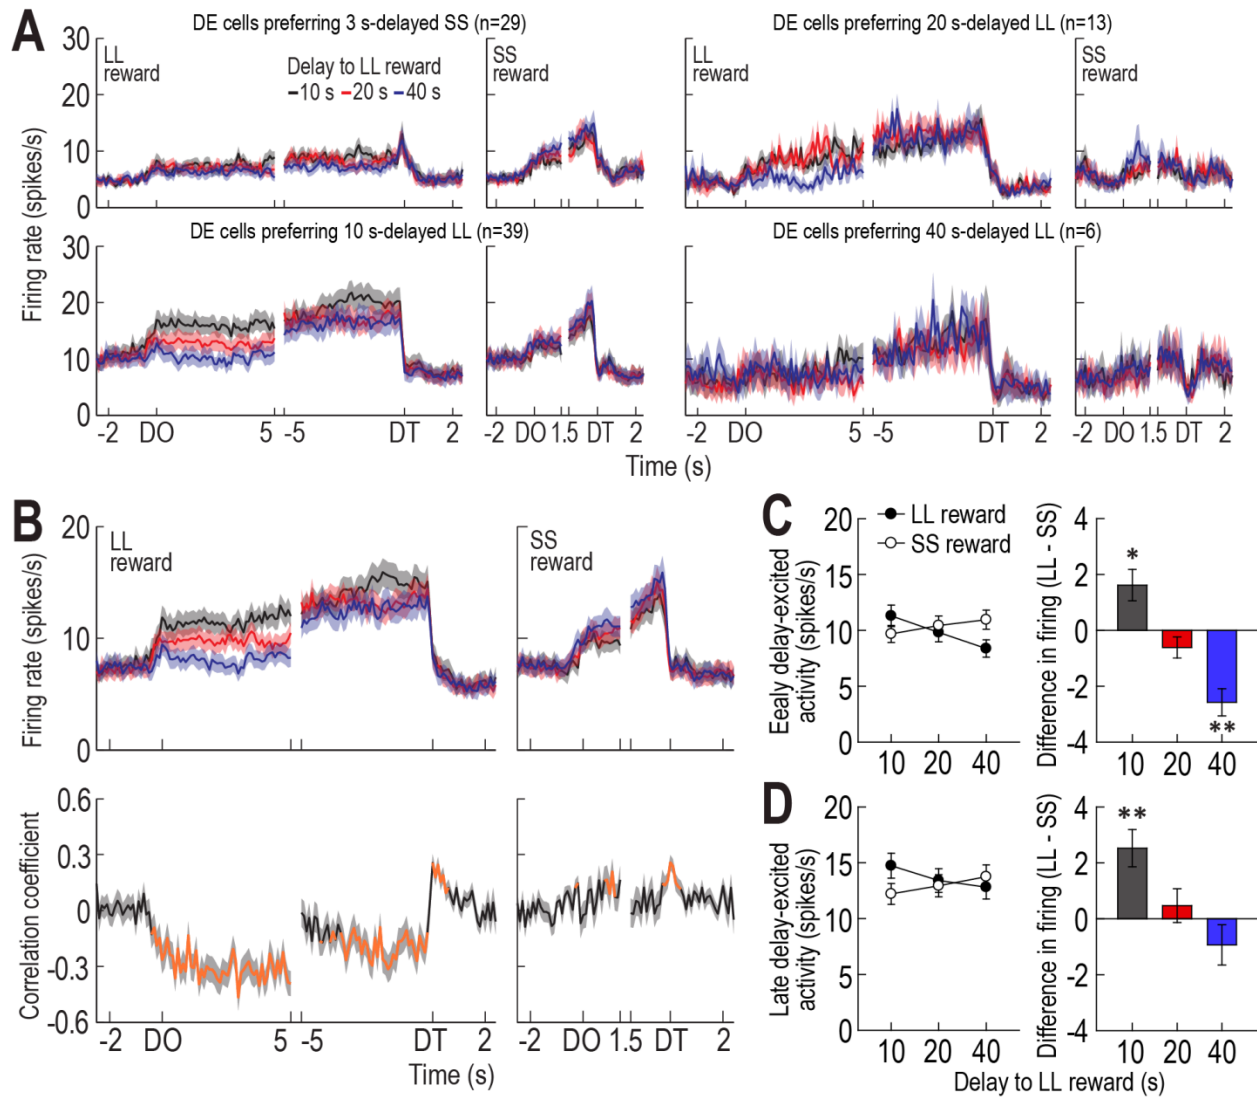 A
DE cells preferring 3 s-delayed SS (n=29)
DE cells preferring 20 s-delayed LL (n=13)
30
20
10
0
LL
reward
Delay to LL reward
10 s 20 s 40 s
SS
reward
LL
reward
SS
reward
DE cells preferring 10 s-delayed LL (n=39)
DE cells preferring 40 s-delayed LL (n=6)
Firing rate (spikes/s)
30
20
10
0
-2 DO 5 -5 DT 2
-2 DO 1.5 DT 2
-2 DO 5 -5 DT 2
-2 DO 1.5 DT 2
Time (s)
B
Firing rate (spikes/s)
20
10
0
LL
reward
SS
reward
Correlation coefficient
0.6
0.3
0
-0.3
-0.6
-2 DO 5 -5 DT 2
-2 DO 1.5 DT 2
Time (s)
C
Eealy delay-excited
activity (spikes/s)
20
15
10
5
0
LL reward
SS reward
10 20 40
Difference in firing (LL - SS)
4
2
0
-2
-4
*
**
10 20 40
D
Late delay-excited
activity (spikes/s)
20
15
10
5
0
10 20 40
Difference in firing (LL - SS)
4
2
0
-2
-4
**
10 20 40
Delay to LL reward (s)